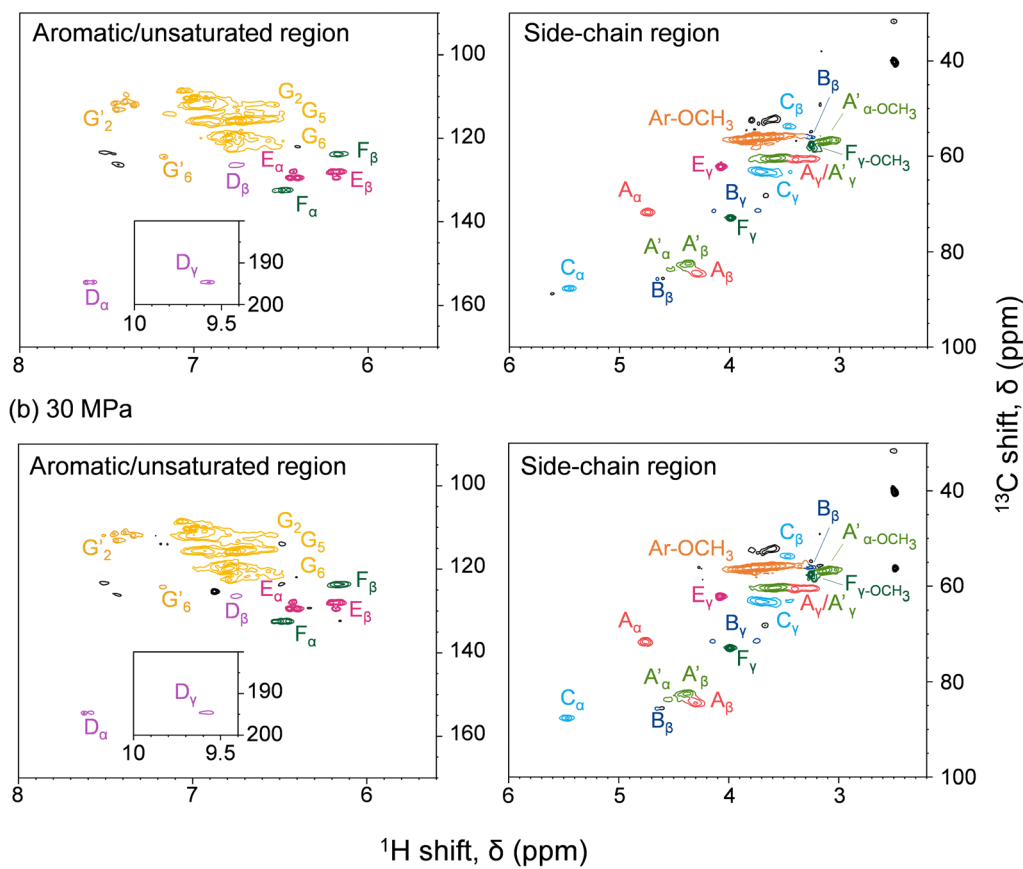 Aromatic/unsaturated region
Side-chain region
100
120
140
160
G'2
G2
G5
G6
G'6
Dβ
Eα
Eβ
Fβ
Fα
Dα
Dγ
190
200
10
9.5
8
7
6
Cβ
Bβ
A'α-OCH3
Ar-OCH3
Fγ-OCH3
Eγ
Aγ/A'γ
Cγ
Aα
Bγ
Fγ
A'α
A'β
Aβ
Cα
Bβ
40
60
80
100
6
5
4
3
(b) 30 MPa
Aromatic/unsaturated region
Side-chain region
100
120
140
160
G'2
G2
G5
G6
G'6
Dβ
Eα
Eβ
Fβ
Fα
Dα
Dγ
190
200
10
9.5
8
7
6
Cβ
Bβ
A'α-OCH3
Ar-OCH3
Fγ-OCH3
Eγ
Aγ/A'γ
Cγ
Aα
Bγ
Fγ
A'α
A'β
Aβ
Cα
Bβ
40
60
80
100
6
5
4
3
13C shift, δ (ppm)
1H shift, δ (ppm)